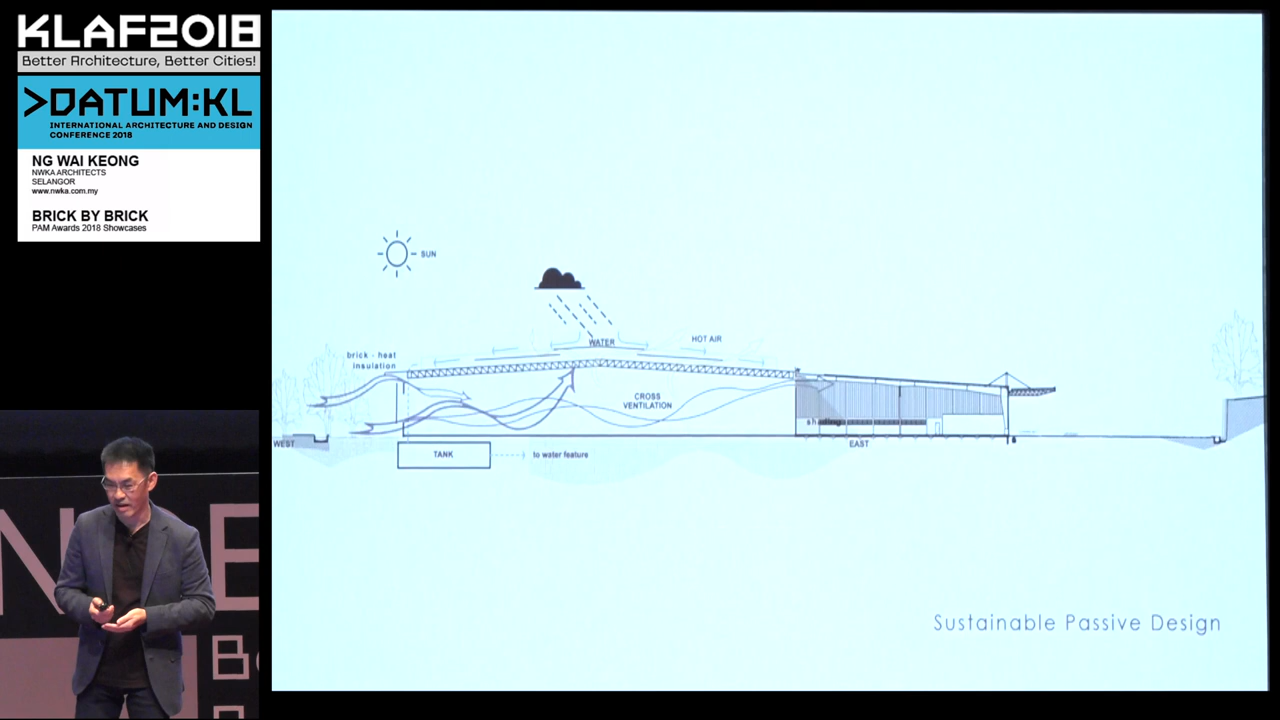 KLAF2018
Better Architecture, Better Cities!
>DATUM:KL
INTERNATIONAL ARCHITECTURE AND DESIGN
CONFERENCE 2018
NG WAI KEONG
NWKA ARCHITECTS
SELANGOR
www.nwka.com.my
BRICK BY BRICK
PAM Awards 2018 Showcases
SUN
WATER
HOT AIR
brick - heat
insulation
CROSS
VENTILATION
shading
WEST
EAST
TANK
to water feature
Sustainable Passive Design